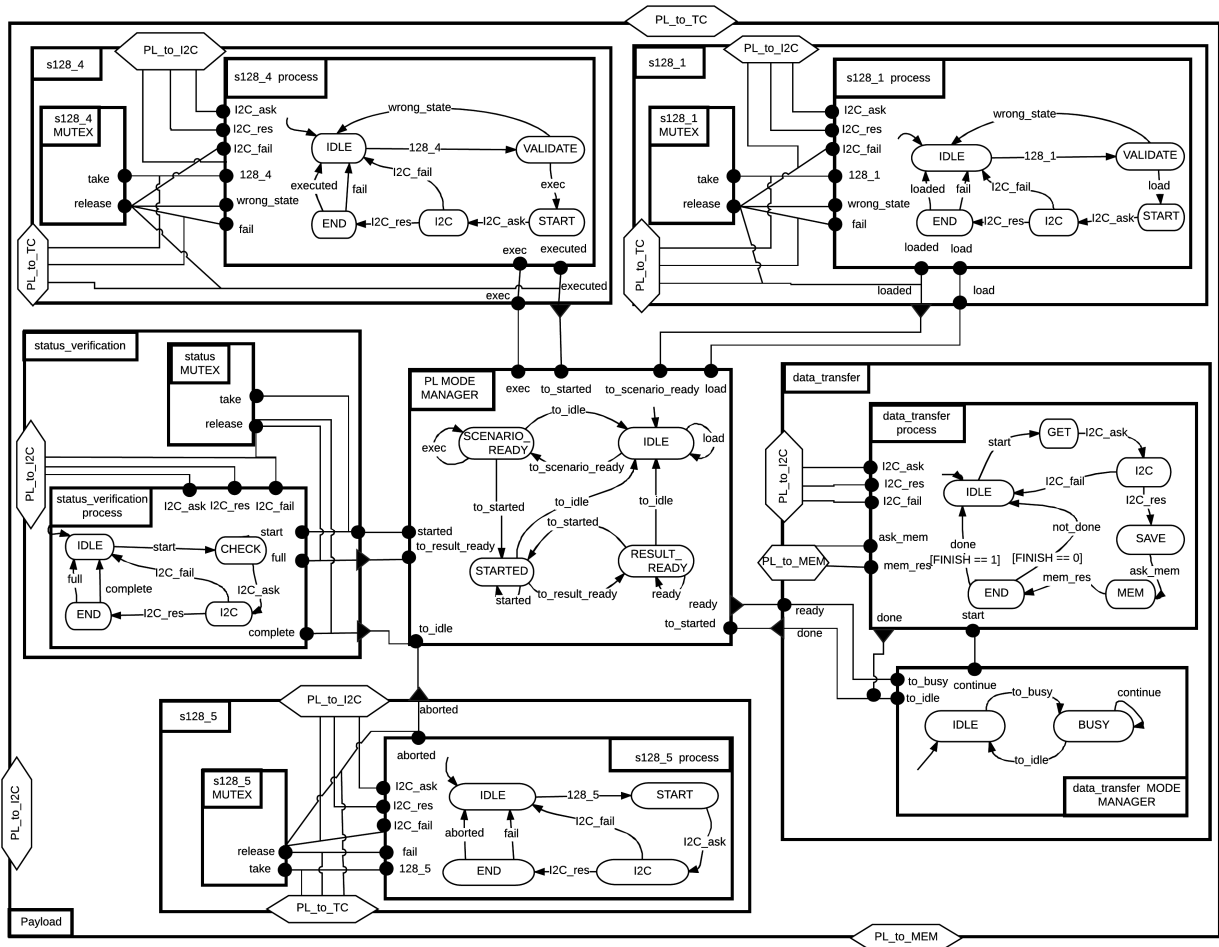 PL_to_TC
PL_to_I2C
s128_4
s128_4 process
s128_4
MUTEX
take
release
I2C_ask
I2C_res
I2C_fail
128_4
wrong_state
fail
wrong_state
IDLE
128_4
VALIDATE
executed
fail
I2C_fail
exec
END
I2C_res
I2C
I2C_ask
START
exec
executed
PL_to_TC
exec
executed
PL_to_I2C
s128_1
s128_1 process
s128_1
MUTEX
take
release
I2C_ask
I2C_res
I2C_fail
128_1
wrong_state
fail
wrong_state
IDLE
128_1
VALIDATE
loaded
fail
I2C_fail
load
END
I2C_res
I2C
I2C_ask
START
loaded
load
PL_to_TC
loaded
load
status_verification
status
MUTEX
take
release
PL_to_I2C
status_verification
process
I2C_ask
I2C_res
I2C_fail
start
full
complete
IDLE
start
CHECK
I2C_fail
full
complete
I2C_ask
END
I2C_res
I2C
PL MODE
MANAGER
exec
to_started
to_scenario_ready
load
to_idle
SCENARIO_
READY
IDLE
exec
load
to_scenario_ready
to_started
to_idle
to_idle
to_started
started
to_result_ready
STARTED
RESULT_
READY
started
to_result_ready
ready
ready
to_started
to_idle
data_transfer
data_transfer
process
PL_to_I2C
I2C_ask
I2C_res
I2C_fail
ask_mem
mem_res
PL_to_MEM
GET
I2C_ask
start
I2C
IDLE
I2C_fail
I2C_res
not_done
SAVE
done
[FINISH == 1]
[FINISH == 0]
ask_mem
mem_res
END
MEM
ready
done
done
start
continue
to_busy
to_idle
to_busy
continue
IDLE
BUSY
to_idle
data_transfer MODE
MANAGER
PL_to_I2C
s128_5
aborted
aborted
s128_5 process
s128_5
MUTEX
release
take
I2C_ask
I2C_res
I2C_fail
fail
128_5
IDLE
128_5
START
I2C_fail
aborted
fail
I2C_ask
END
I2C_res
I2C
PL_to_TC
PL_to_I2C
Payload
PL_to_MEM